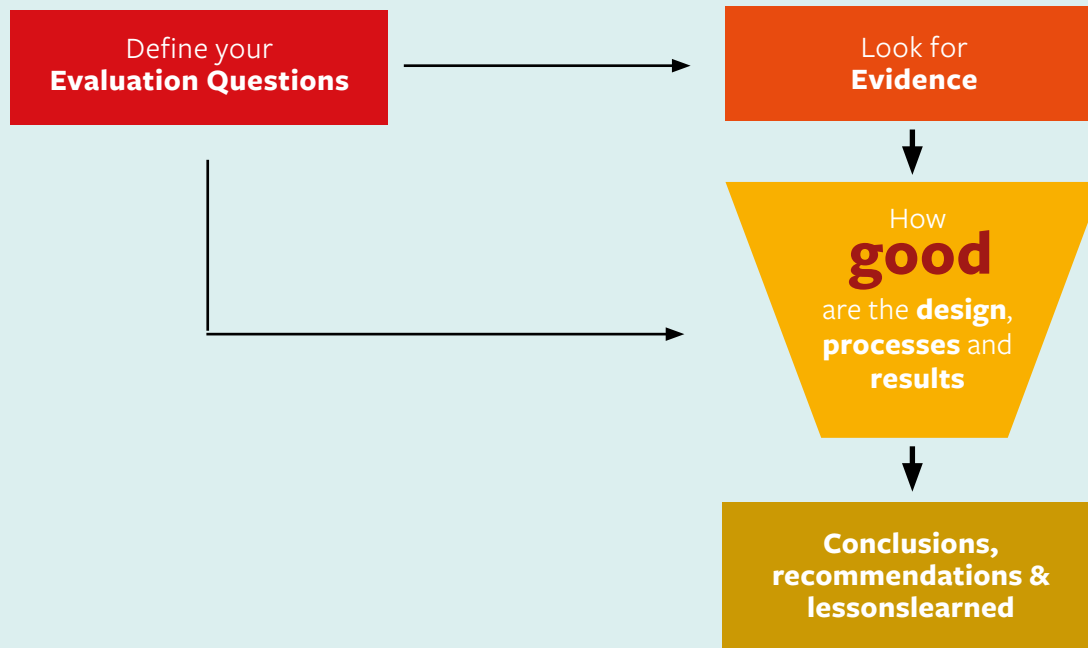 Define your
Evaluation Questions
Look for
Evidence
How
good
are the design,
processes and
results
Conclusions,
recommendations &
lessonslearned